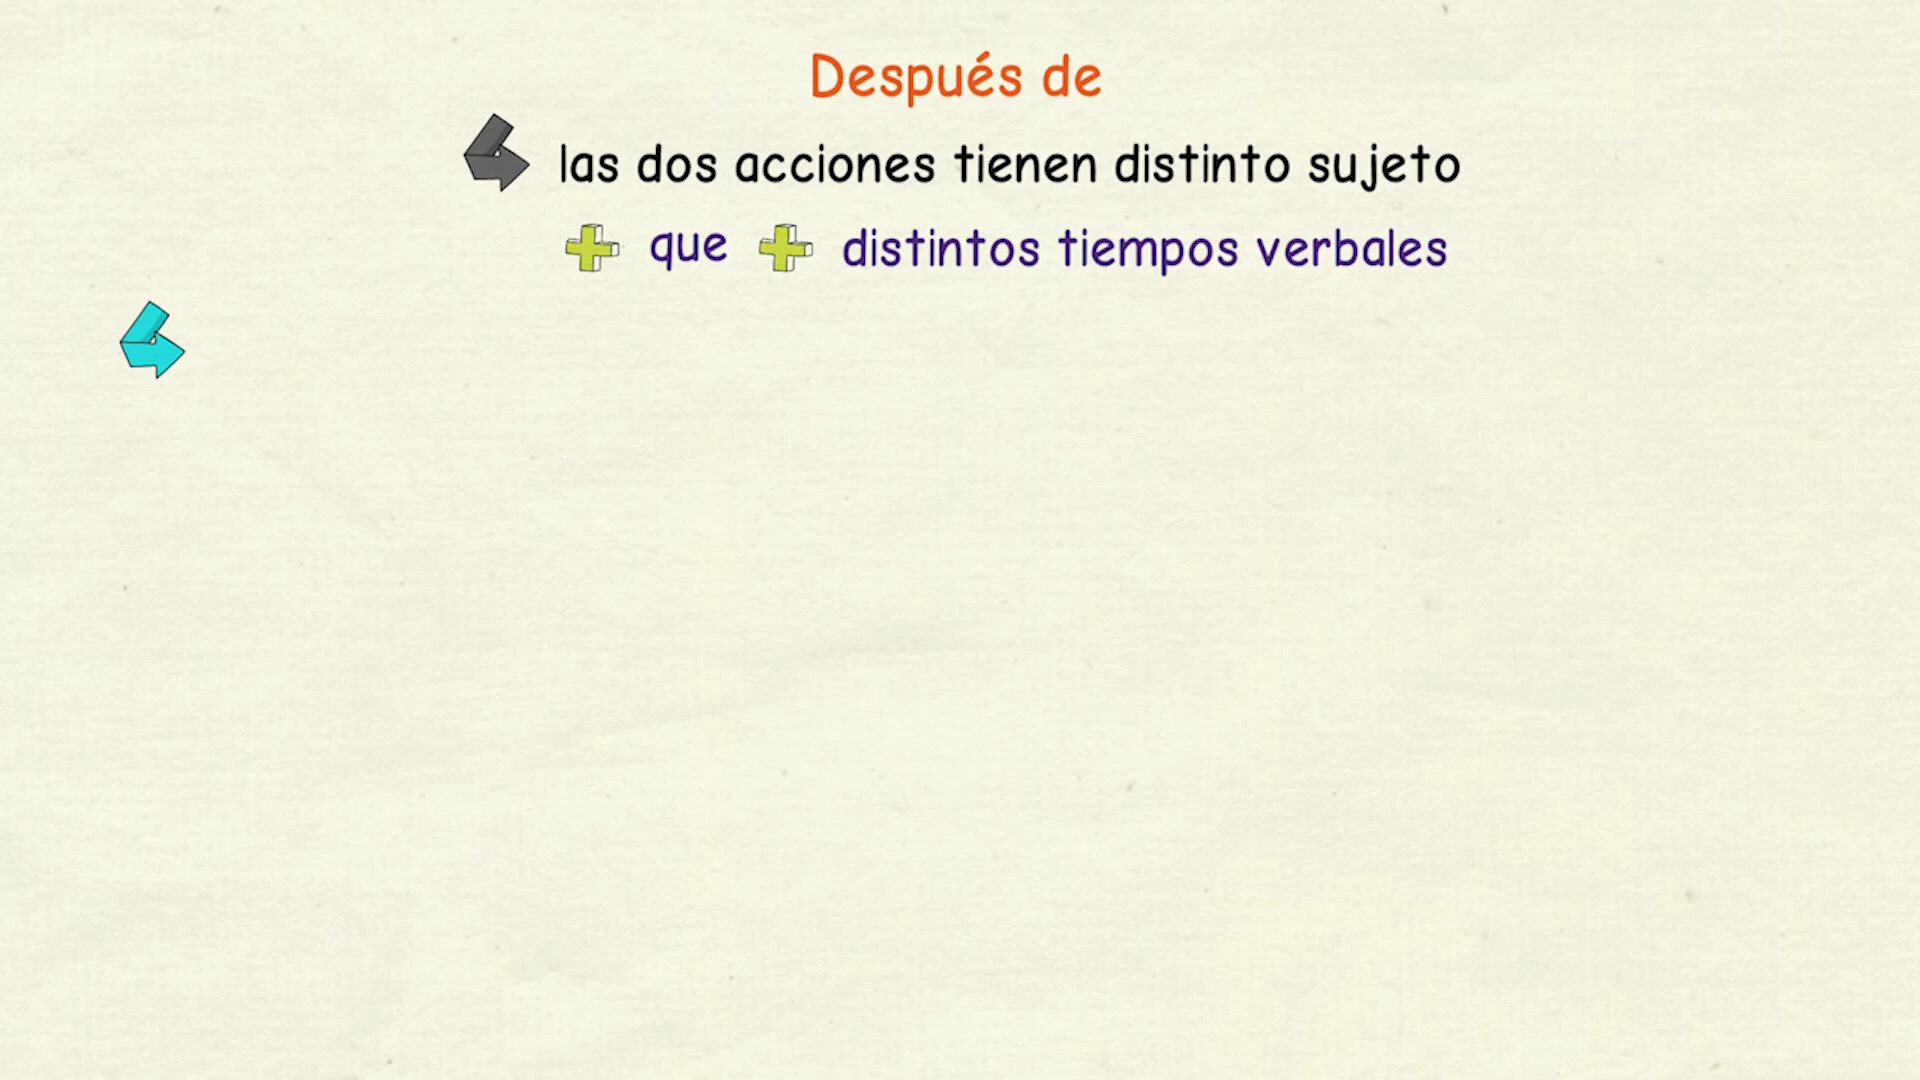 Después de
las dos acciones tienen distinto sujeto
que distintos tiempos verbales